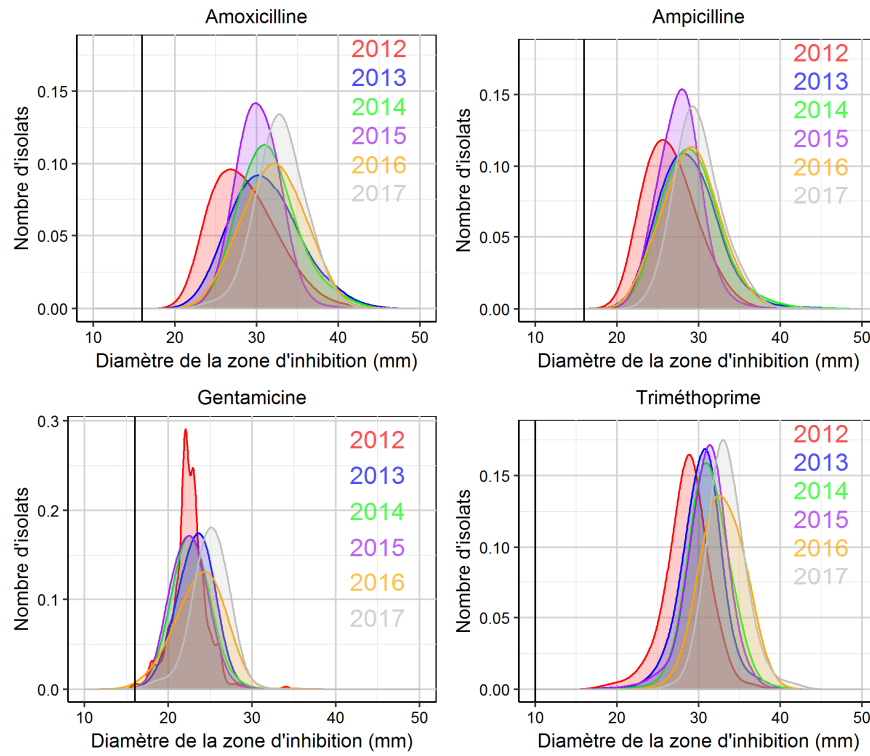 Amoxicilline
Nombre d'isolats
0.15
0.10
0.05
0.00
2012
2013
2014
2015
2016
2017
10 20 30 40 50
Diamètre de la zone d'inhibition (mm)
Ampicilline
Nombre d'isolats
0.15
0.10
0.05
0.00
2012
2013
2014
2015
2016
2017
10 20 30 40 50
Diamètre de la zone d'inhibition (mm)
Gentamicine
Nombre d'isolats
0.3
0.2
0.1
0.0
2012
2013
2014
2015
2016
2017
10 20 30 40 50
Diamètre de la zone d'inhibition (mm)
Triméthoprime
Nombre d'isolats
0.15
0.10
0.05
0.00
2012
2013
2014
2015
2016
2017
10 20 30 40 50
Diamètre de la zone d'inhibition (mm)